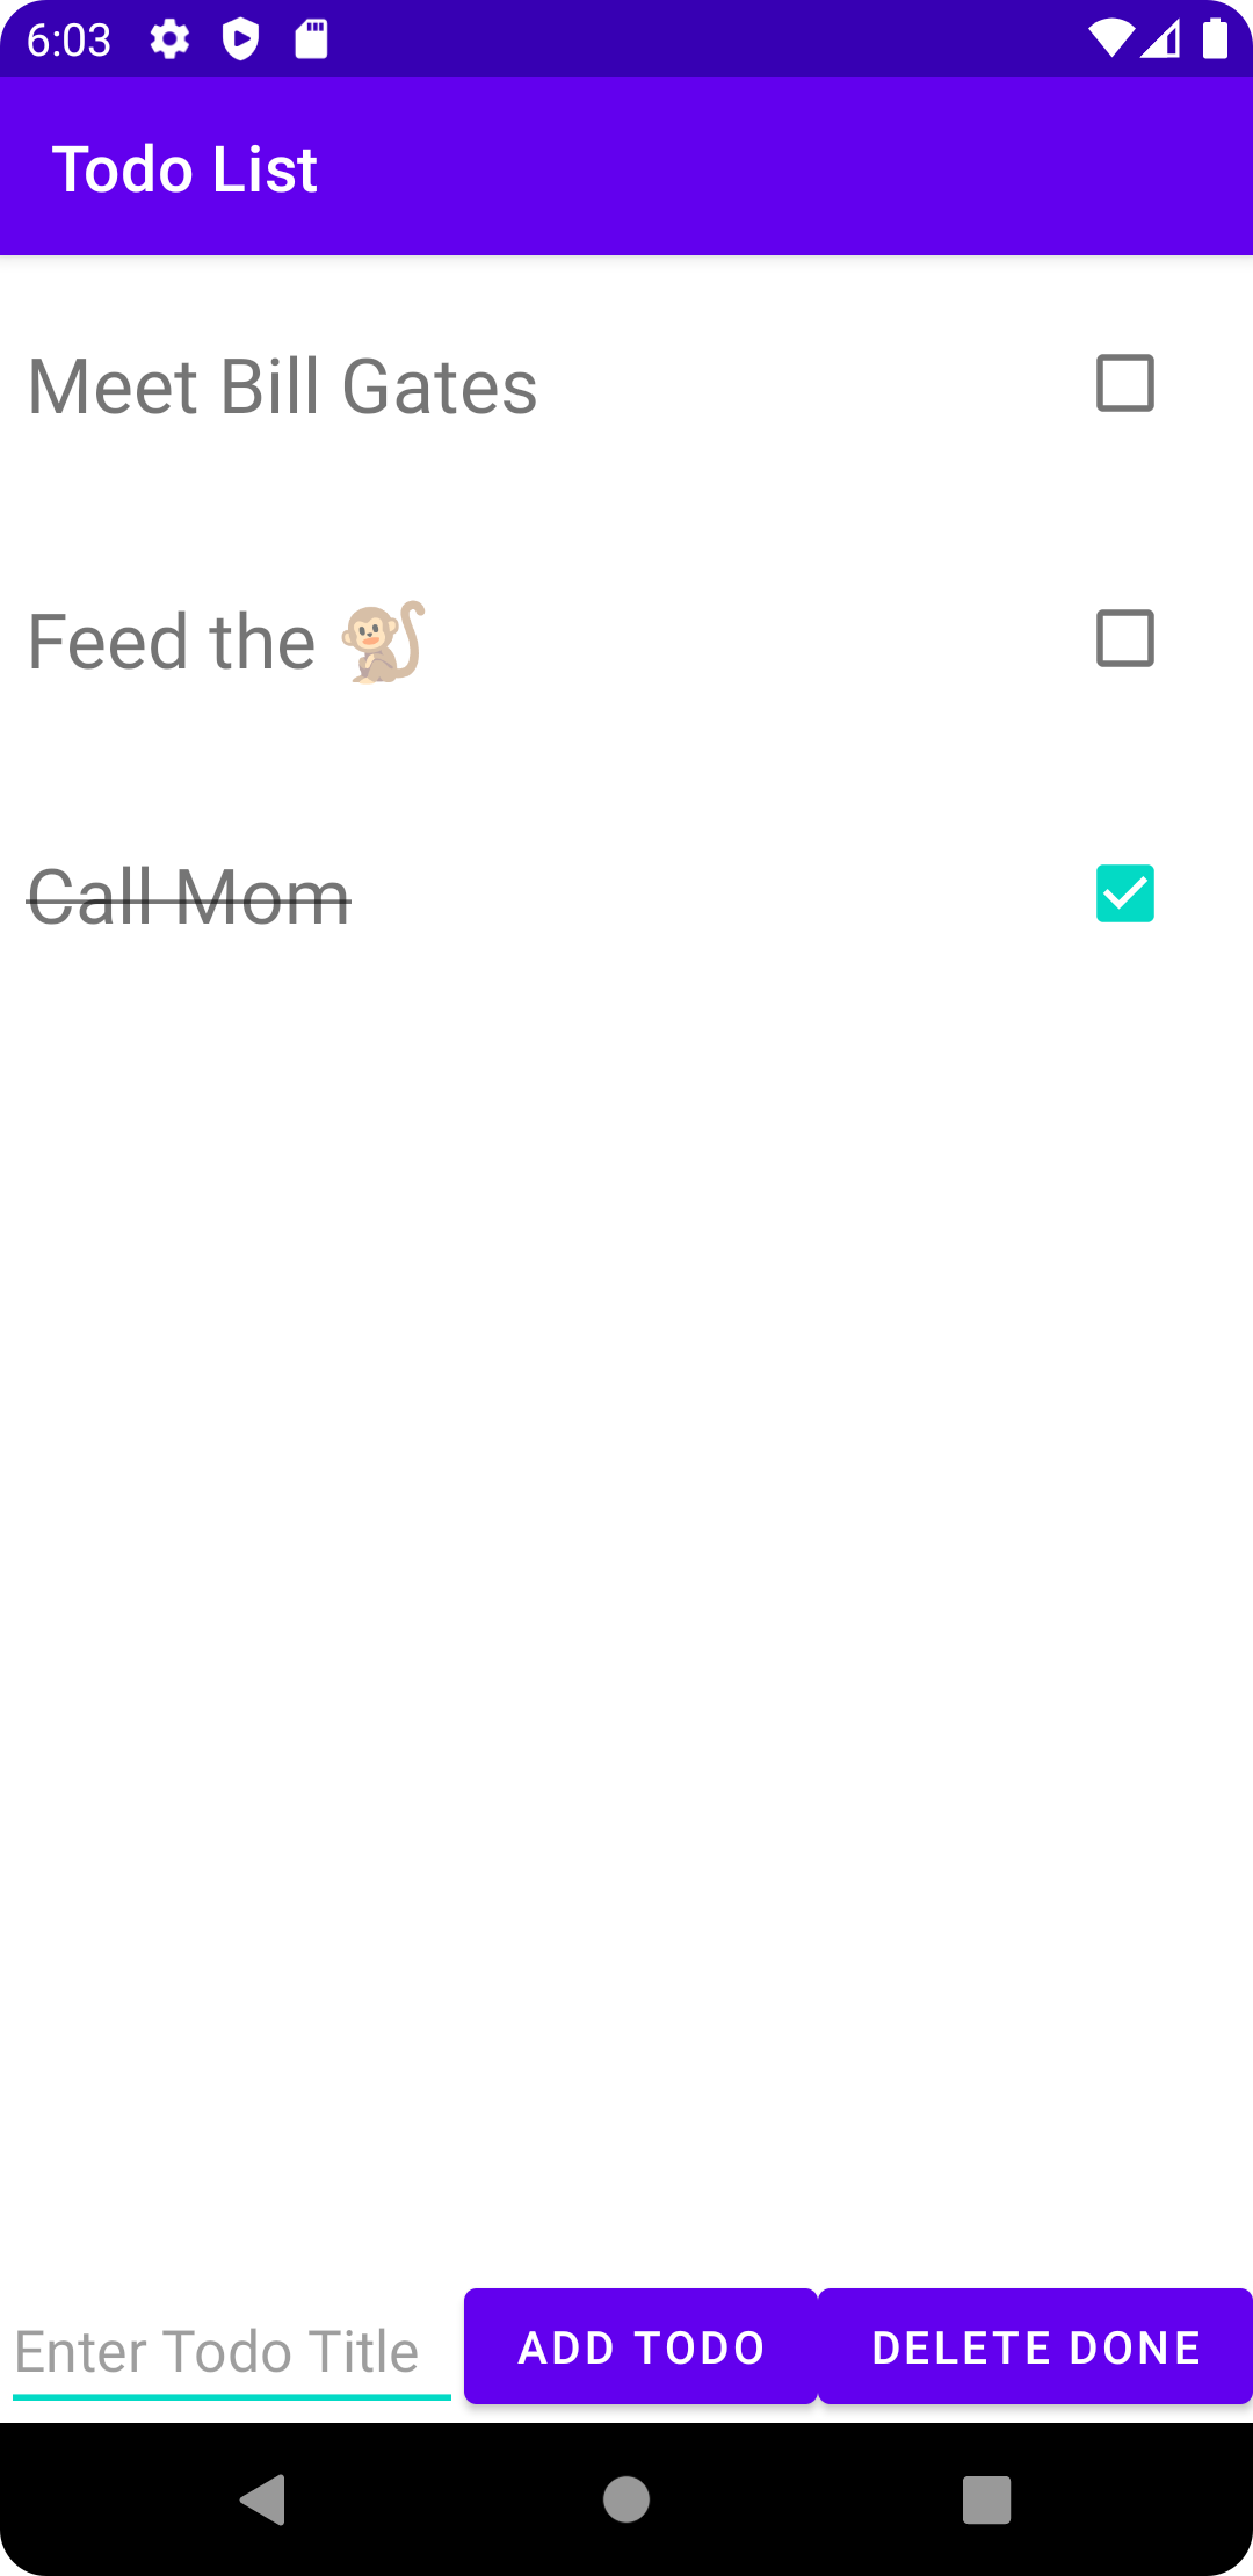 6:03
Todo List
Meet Bill Gates
Feed the 🐒
Call Mom
Enter Todo Title
ADD TODO
DELETE DONE